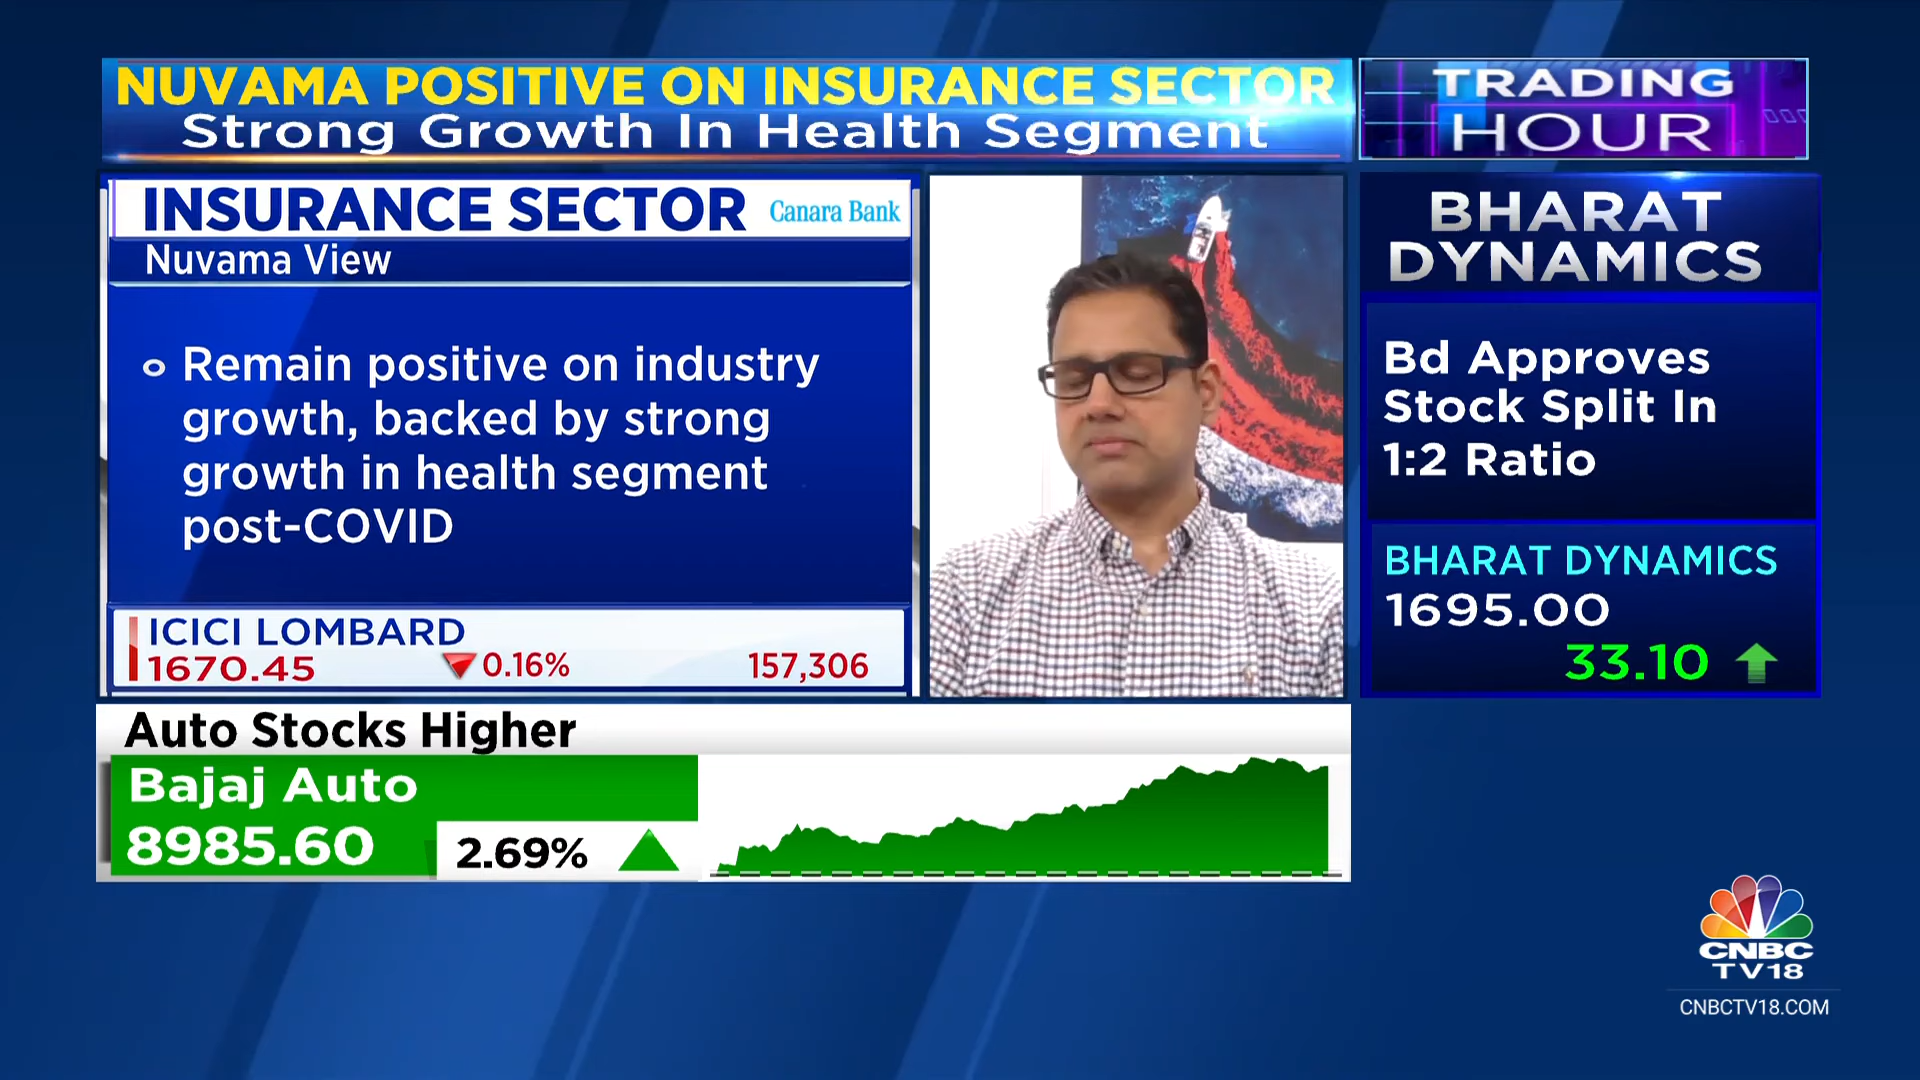 NUVAMA POSITIVE ON INSURANCE SECTOR
Strong Growth In Health Segment
TRADING
HOUR
INSURANCE SECTOR
Canara Bank
Nuvama View
Remain positive on industry
growth, backed by strong
growth in health segment
post-COVID
ICICI LOMBARD
1670.45 0.16% 157,306
BHARAT
DYNAMICS
Bd Approves
Stock Split In
1:2 Ratio
BHARAT DYNAMICS
1695.00
33.10
Auto Stocks Higher
Bajaj Auto
8985.60
2.69%
CNBC
TV18
CNBCTV18.COM